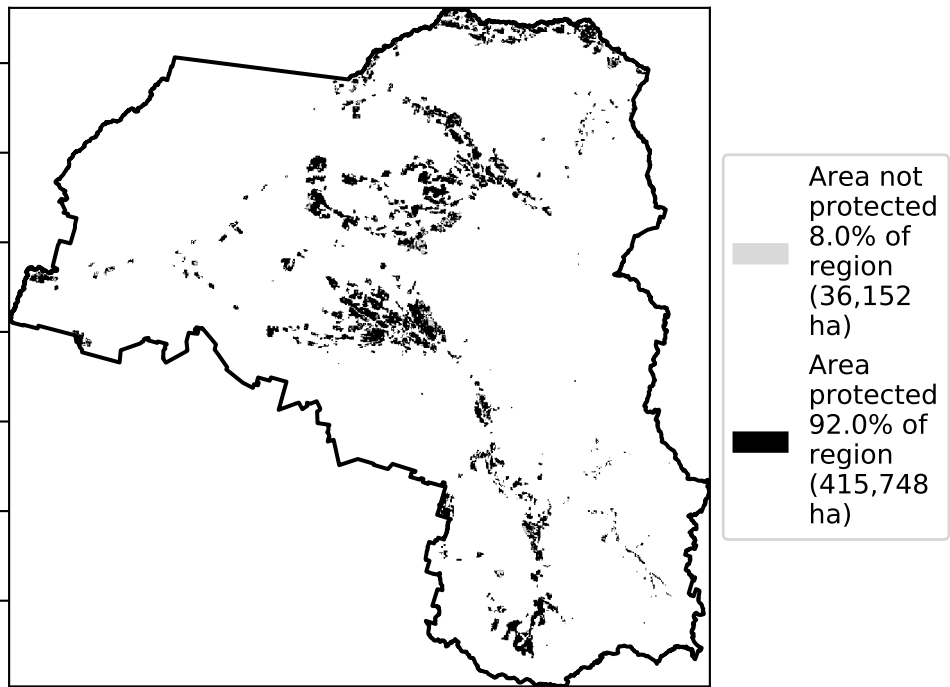 Area not
protected
8.0% of
region
(36,152
ha)
Area
protected
92.0% of
region
(415,748
ha)